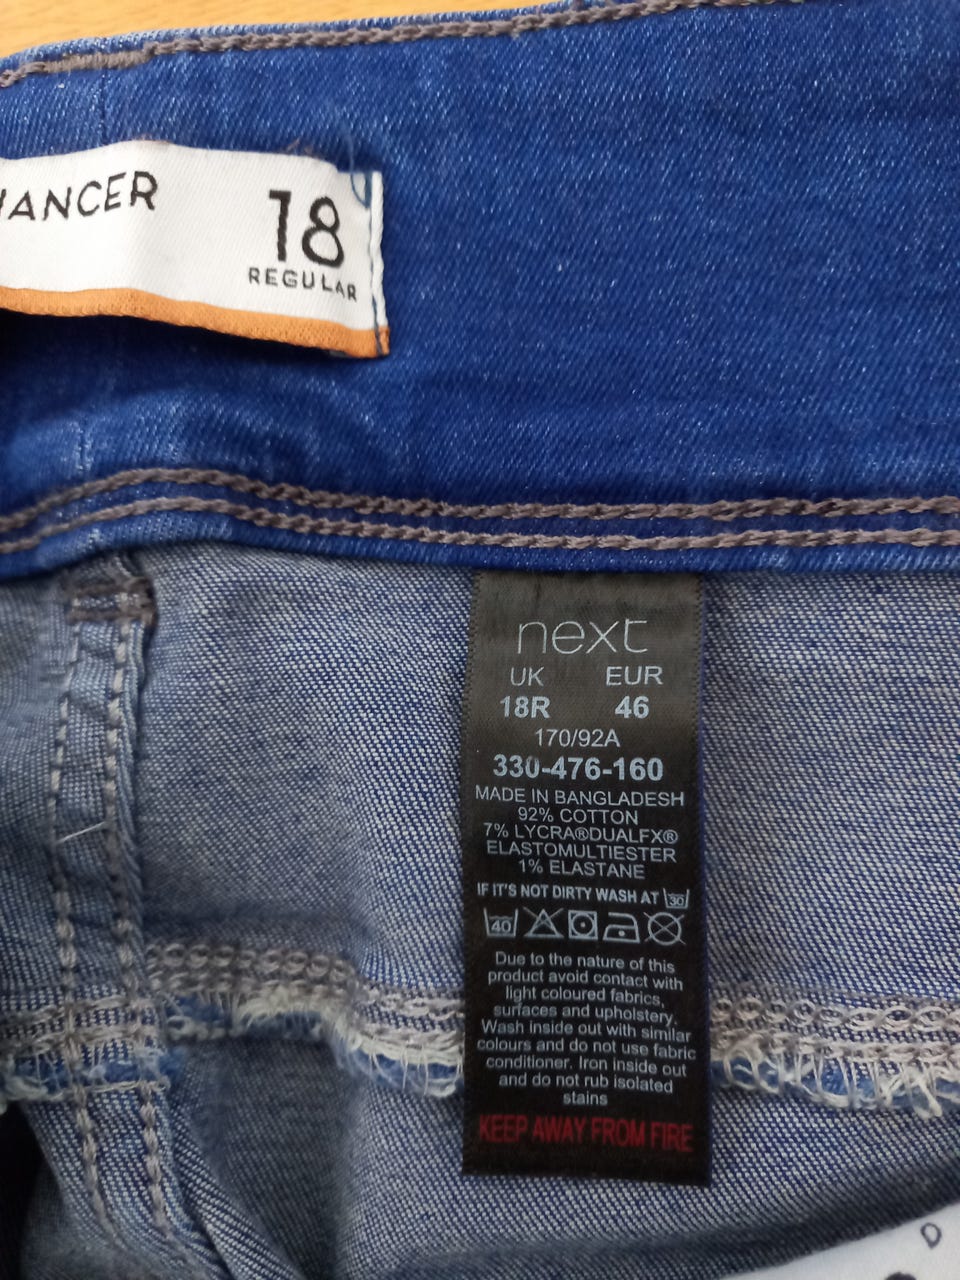 HANCER
18
REGULAR
next
UK EUR
18R 46
170/92A
330-476-160
MADE IN BANGLADESH
92% COTTON
7% LYCRA®DUALFX®
ELASTOMULTIESTER
1% ELASTANE
IF IT'S NOT DIRTY WASH AT 30
40
Due to the nature of this
product avoid contact with
light coloured fabrics,
surfaces and upholstery.
Wash inside out with similar
colours and do not use fabric
conditioner. Iron inside out
and do not rub isolated
stains
KEEP AWAY FROM FIRE
D